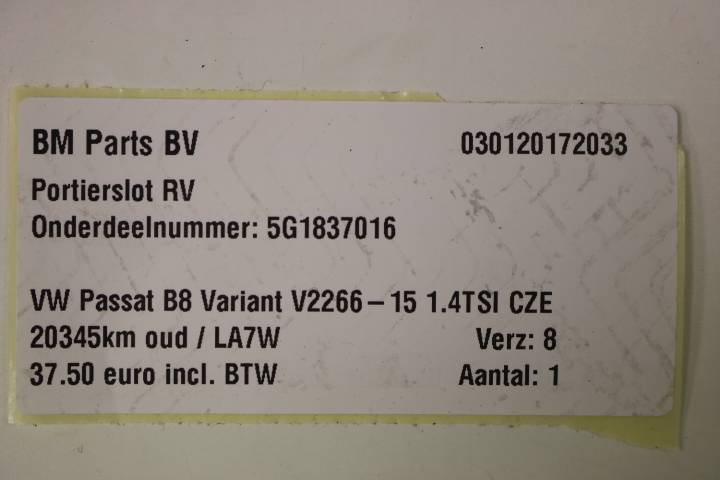 BM Parts BV 030120172033
Portierslot RV
Onderdeelnummer: 5G1837016
VW Passat B8 Variant V2266-15 1.4TSI CZE
20345km oud / LA7W Verz: 8
37.50 euro incl. BTW Aantal: 1